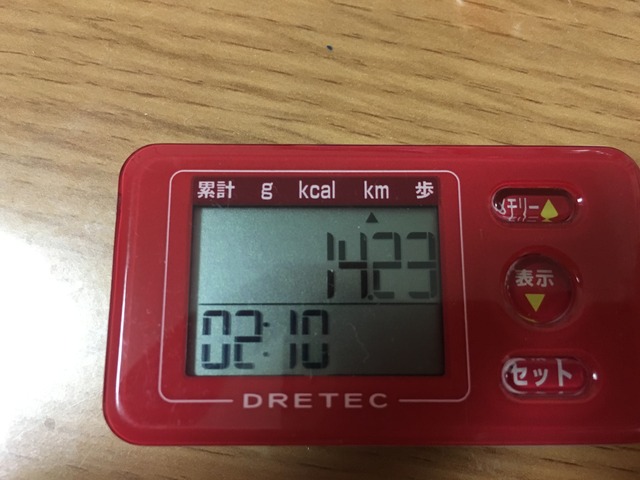 累計 g kcal km 歩
14.23
02:10
DRETEC
メモリー
表示
セット